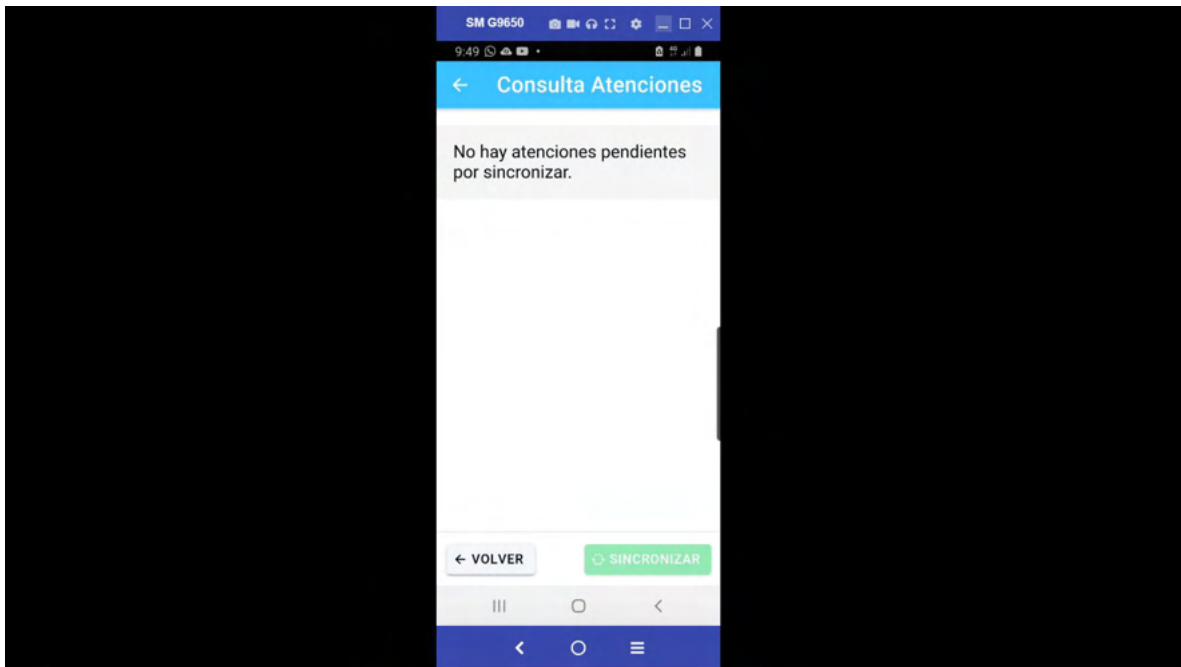 SM G9650
9:49
Consulta Atenciones
No hay atenciones pendientes
por sincronizar.
VOLVER
SINCRONIZAR